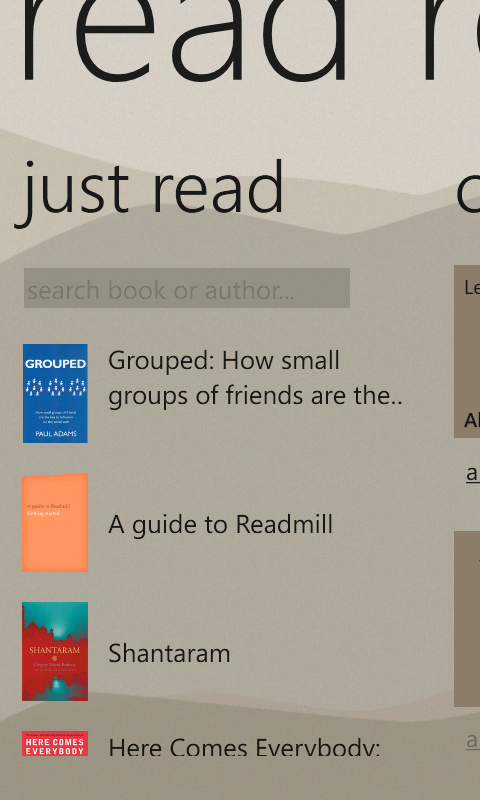 read r
just read
search book or author...
GROUPED
PAUL ADAMS
Grouped: How small
groups of friends are the..
A guide to Readmill
Getting started
A guide to Readmill
SHANTARAM
Gregory David Roberts
Shantaram
HERE COMES
EVERYBODY
Here Comes Everybody:
Le
a
a